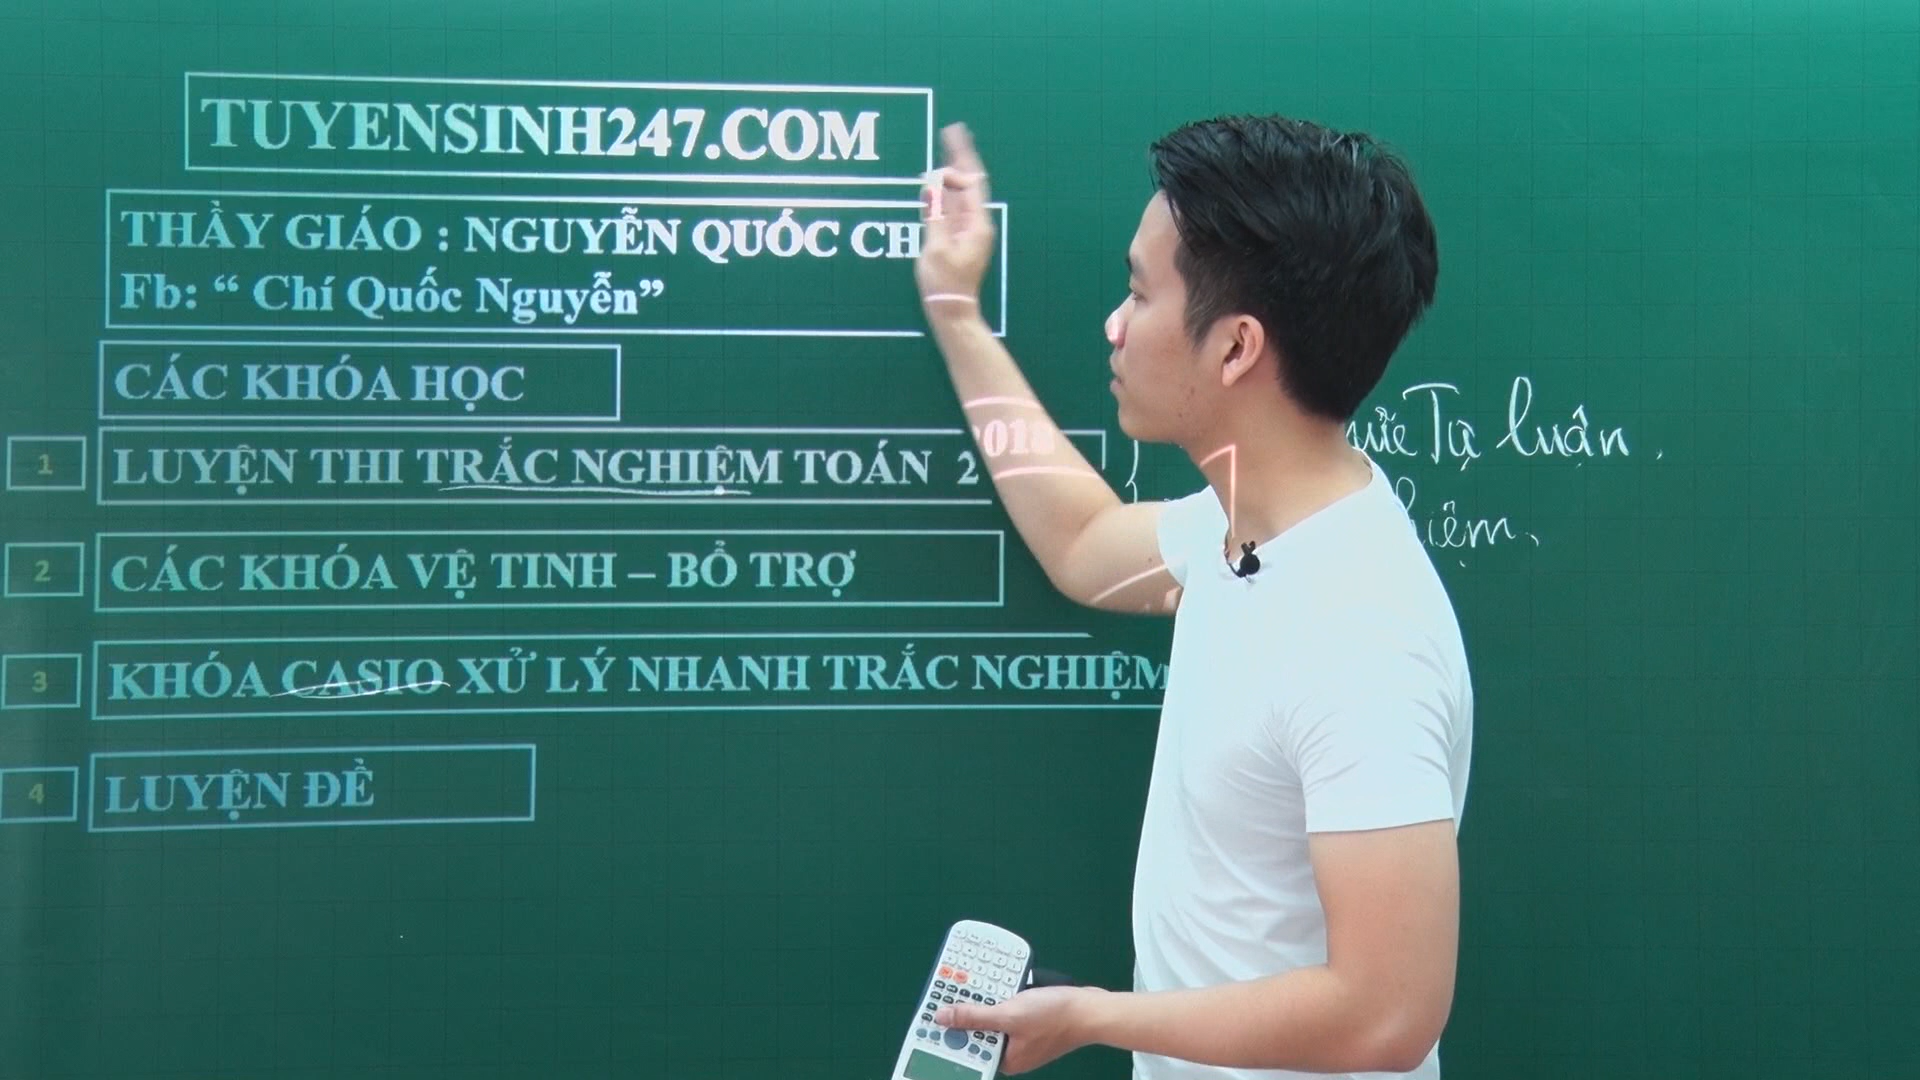 TUYENSINH247.COM
THẦY GIÁO : NGUYỄN QUỐC CH
Fb: “ Chí Quốc Nguyễn”
CÁC KHÓA HỌC
1 LUYỆN THI TRẮC NGHIỆM TOÁN 2018
2 CÁC KHÓA VỆ TINH – BỔ TRỢ
3 KHÓA CASIO XỬ LÝ NHANH TRẮC NGHIỆM
4 LUYỆN ĐỀ
Tự luận.